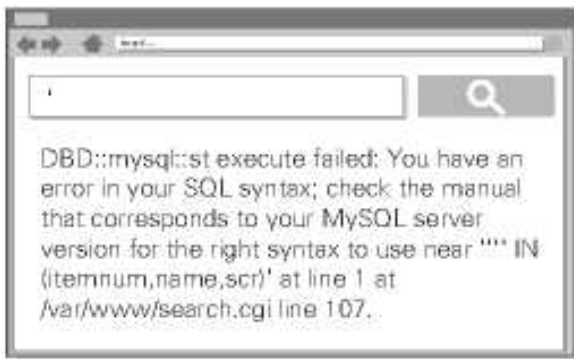 '
DBD::mysql::st execute failed: You have an
error in your SQL syntax; check the manual
that corresponds to your MySQL server
version for the right syntax to use near '''' IN
(itemnum,name,scr)' at line 1 at
/var/www/search.cgi line 107.